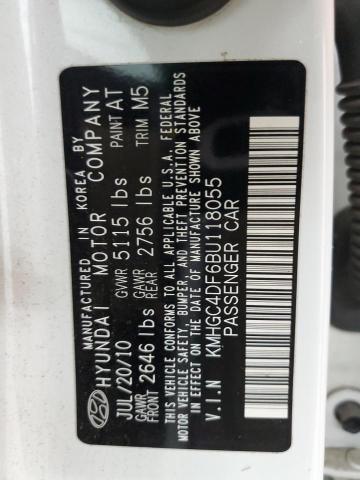 MANUFACTURED IN KOREA BY
HYUNDAI MOTOR COMPANY
JUL/20/10 GVWR 5115 lbs PAINT AT
GAWR FRONT 2646 lbs GAWR REAR 2756 lbs TRIM M5
THIS VEHICLE CONFORMS TO ALL APPLICABLE U.S.A. FEDERAL
MOTOR VEHICLE SAFETY, BUMPER, AND THEFT PREVENTION STANDARDS
IN EFFECT ON THE DATE OF MANUFACTURE SHOWN ABOVE
V.I.N KMHGC4DF6BU118055
PASSENGER CAR